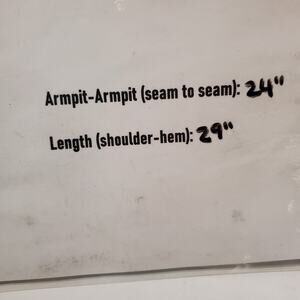 Armpit-Armpit (seam to seam): 24"
Length (shoulder-hem): 29"